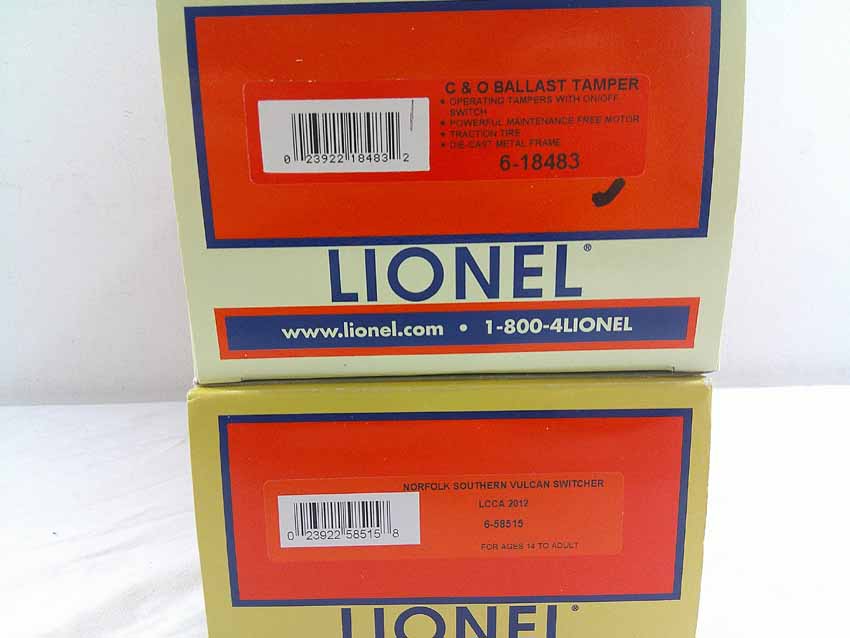 C & O BALLAST TAMPER
• OPERATING TAMPERS WITH ON/OFF
SWITCH
• POWERFUL MAINTENANCE FREE MOTOR
• TRACTION TIRE
• DIE-CAST METAL FRAME
6-18483
0 23922 18483 2
LIONEL®
www.lionel.com • 1-800-4LIONEL
NORFOLK SOUTHERN VULCAN SWITCHER
LCCA 2012
6-58515
0 23922 58515 8
FOR AGES 14 TO ADULT
LIONEL®